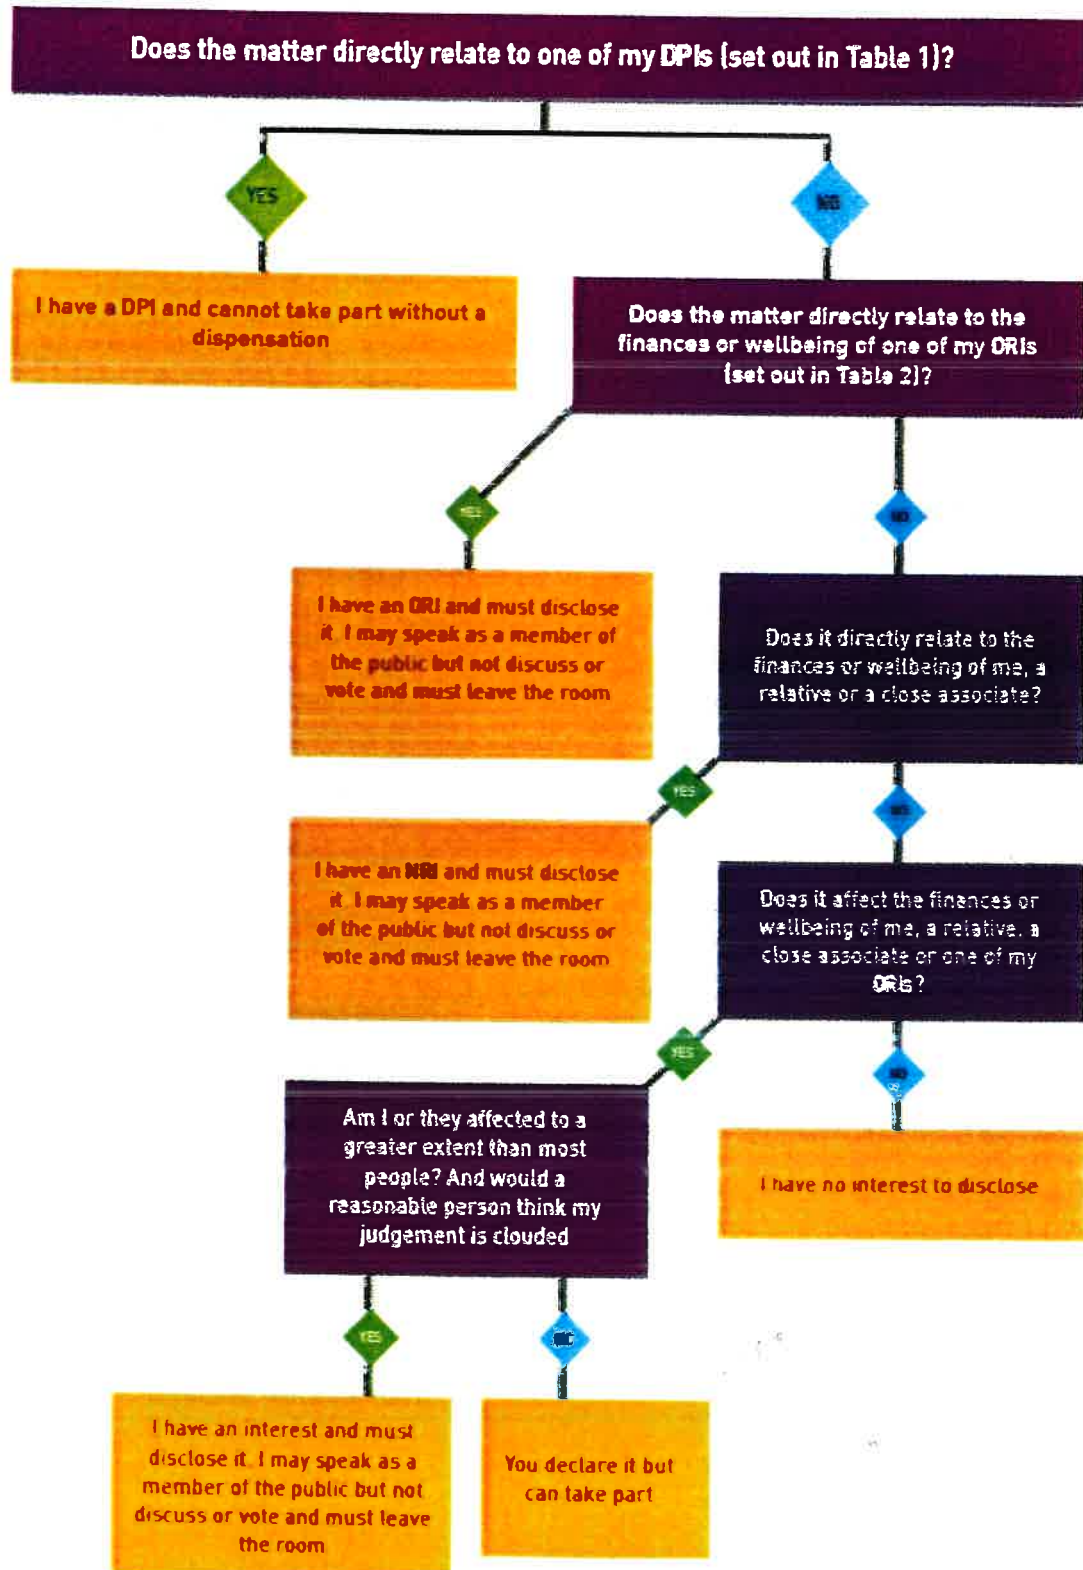 Does the matter directly relate to one of my DPIs (set out in Table 1)?
YES
NO
I have a DPI and cannot take part without a
dispensation
Does the matter directly relate to the
finances or wellbeing of one of my ORIs
(set out in Table 2)?
YES
NO
I have an ORI and must disclose
it. I may speak as a member of
the public but not discuss or
vote and must leave the room
Does it directly relate to the
finances or wellbeing of me, a
relative or a close associate?
YES
NO
I have an NRI and must disclose
it. I may speak as a member
of the public but not discuss or
vote and must leave the room
Does it affect the finances or
wellbeing of me, a relative, a
close associate or one of my
ORIs?
YES
NO
Am I or they affected to a
greater extent than most
people? And would a
reasonable person think my
judgement is clouded
I have no interest to disclose
YES
I have an interest and must
disclose it. I may speak as a
member of the public but not
discuss or vote and must leave
the room
You declare it but
can take part